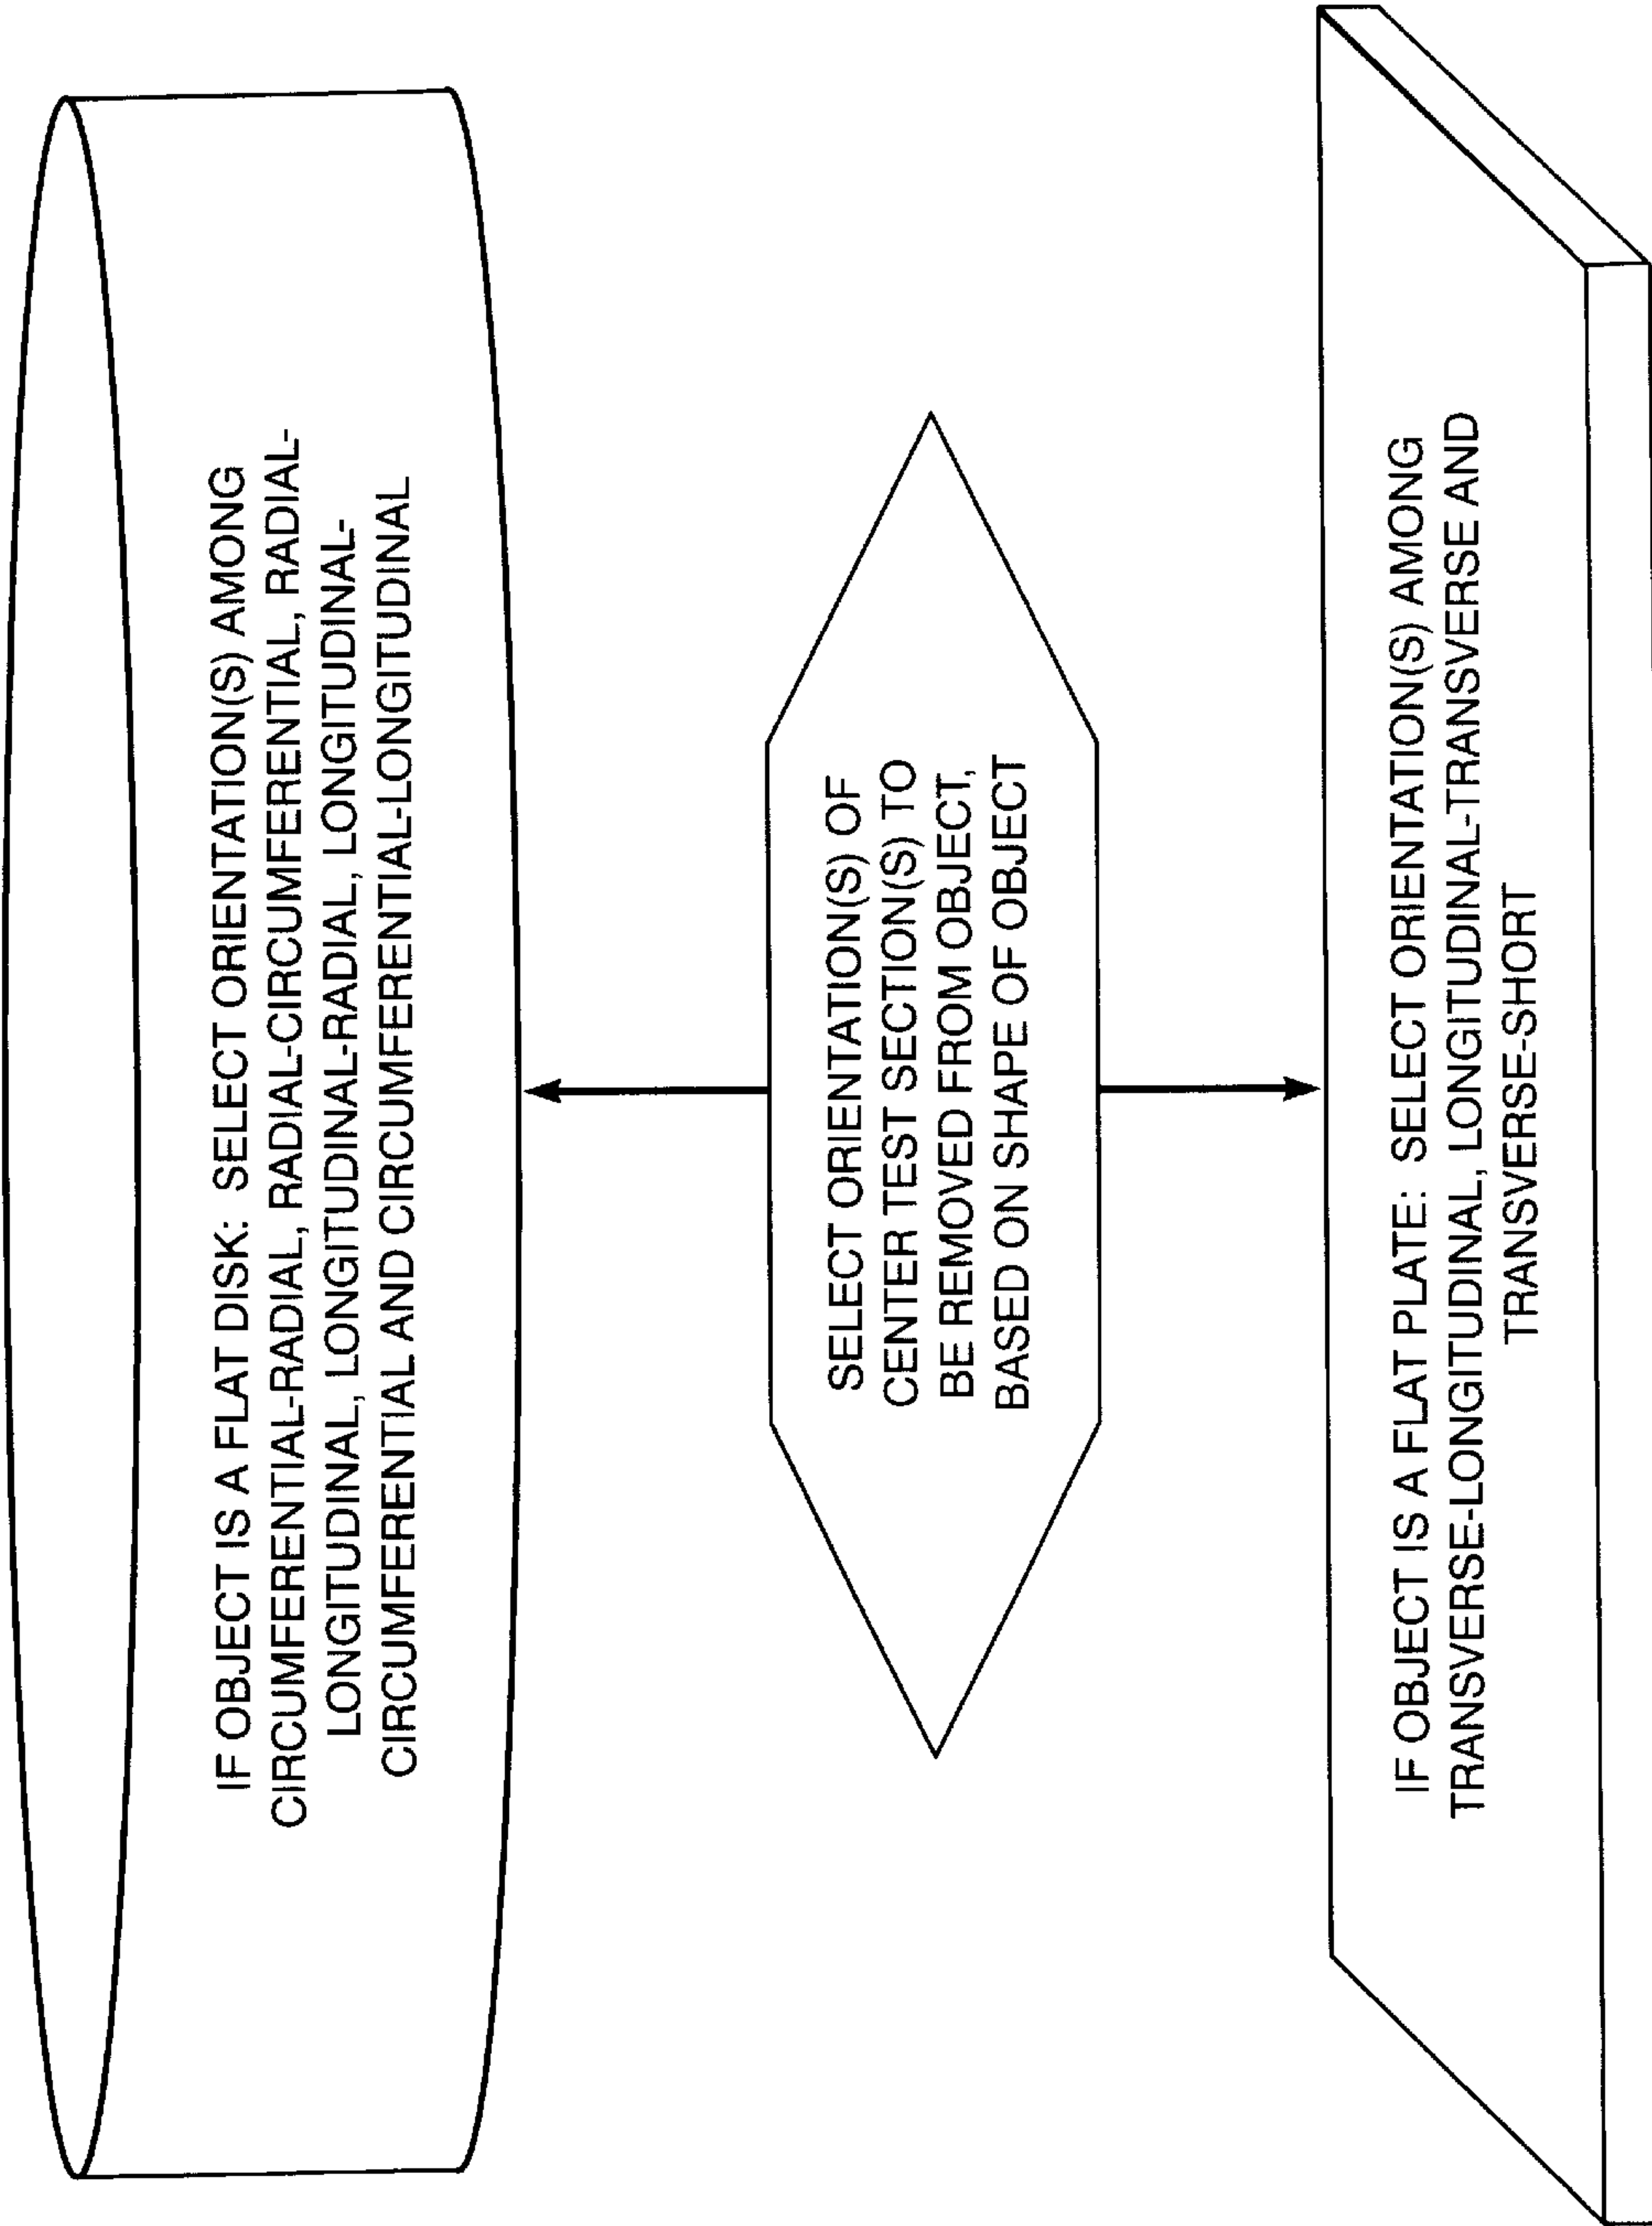 IF OBJECT IS A FLAT DISK: SELECT ORIENTATION(S) AMONG
CIRCUMFERENTIAL-RADIAL, RADIAL-CIRCUMFERENTIAL, RADIAL-
LONGITUDINAL, LONGITUDINAL-RADIAL, LONGITUDINAL-
CIRCUMFERENTIAL AND CIRCUMFERENTIAL-LONGITUDINAL
SELECT ORIENTATION(S) OF
CENTER TEST SECTION(S) TO
BE REMOVED FROM OBJECT,
BASED ON SHAPE OF OBJECT
IF OBJECT IS A FLAT PLATE: SELECT ORIENTATION(S) AMONG
TRANSVERSE-LONGITUDINAL, LONGITUDINAL-TRANSVERSE AND
TRANSVERSE-SHORT